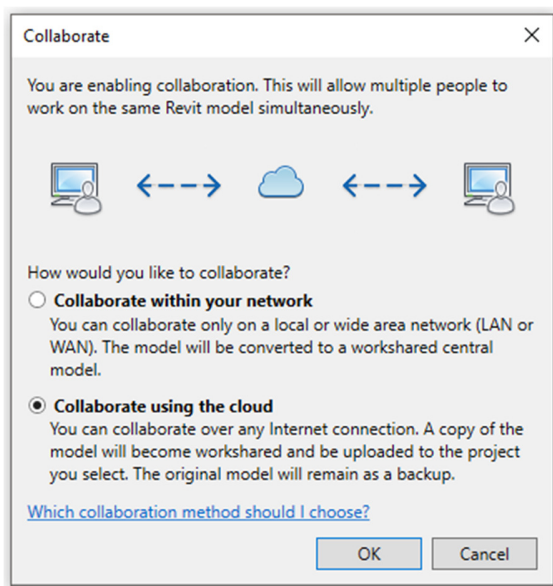 Collaborate
You are enabling collaboration. This will allow multiple people to
work on the same Revit model simultaneously.
How would you like to collaborate?
Collaborate within your network
You can collaborate only on a local or wide area network (LAN or
WAN). The model will be converted to a workshared central
model.
Collaborate using the cloud
You can collaborate over any Internet connection. A copy of the
model will become workshared and be uploaded to the project
you select. The original model will remain as a backup.
Which collaboration method should I choose?
OK Cancel